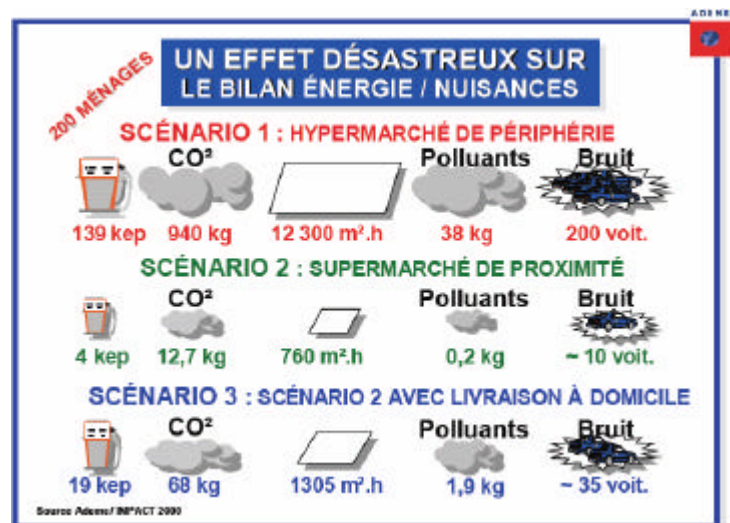 ADEME
200 MÉNAGES
UN EFFET DÉSASTREUX SUR
LE BILAN ÉNERGIE / NUISANCES
SCÉNARIO 1 : HYPERMARCHÉ DE PÉRIPHÉRIE
CO² Polluants Bruit
139 kep 940 kg 12 300 m².h 38 kg 200 voit.
SCÉNARIO 2 : SUPERMARCHÉ DE PROXIMITÉ
CO² Polluants Bruit
4 kep 12,7 kg 760 m².h 0,2 kg ~ 10 voit.
SCÉNARIO 3 : SCÉNARIO 2 AVEC LIVRAISON À DOMICILE
CO² Polluants Bruit
19 kep 68 kg 1305 m².h 1,9 kg ~ 35 voit.
Source Ademe/ IMPACT 2000